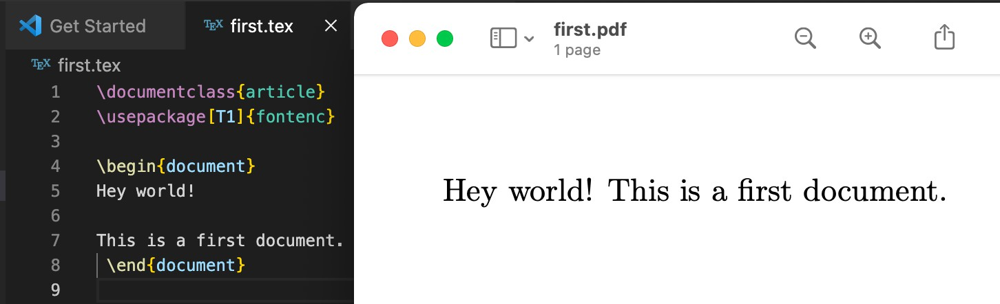 Get Started
TEX first.tex
TEX first.tex
1 \documentclass{article}
2 \usepackage[T1]{fontenc}
3
4 \begin{document}
5 Hey world!
6
7 This is a first document.
8 \end{document}
9
first.pdf
1 page
Hey world! This is a first document.